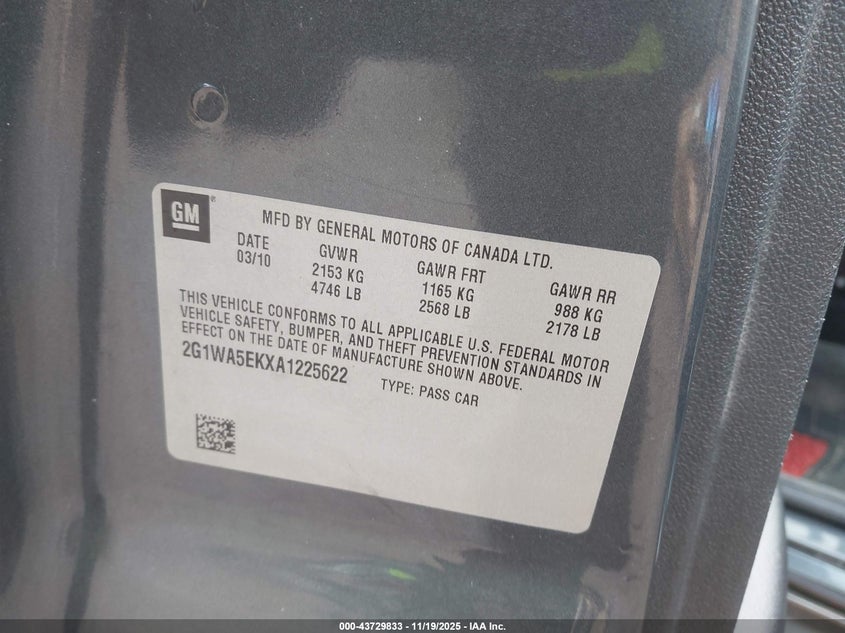 GM®
MFD BY GENERAL MOTORS OF CANADA LTD.
DATE GVWR GAWR FRT GAWR RR
03/10 2153 KG 1165 KG 988 KG
4746 LB 2568 LB 2178 LB
THIS VEHICLE CONFORMS TO ALL APPLICABLE U.S. FEDERAL MOTOR
VEHICLE SAFETY, BUMPER, AND THEFT PREVENTION STANDARDS IN
EFFECT ON THE DATE OF MANUFACTURE SHOWN ABOVE.
2G1WA5EKXA1225622 TYPE: PASS CAR
000-43729833 - 11/19/2025 - IAA Inc.